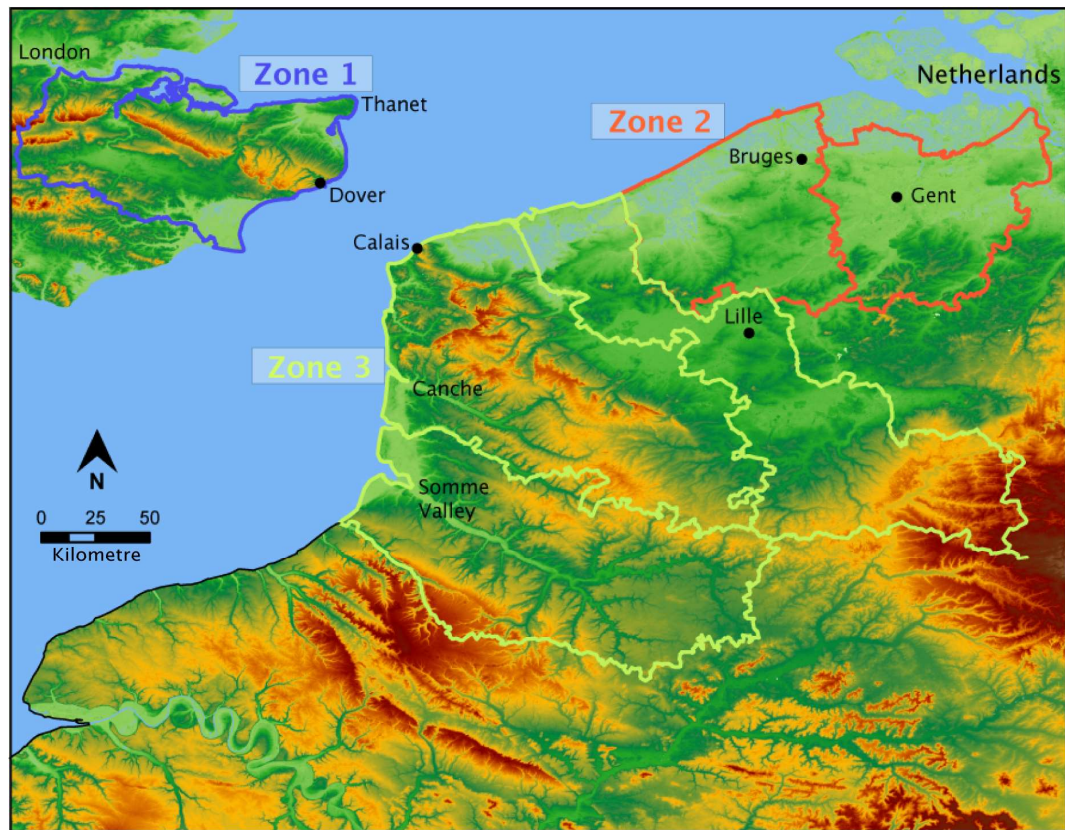 London
Zone 1
Thanet
Netherlands
Zone 2
Bruges
Gent
Dover
Calais
Lille
Zone 3
Canche
N
Somme
Valley
0 25 50
Kilometre